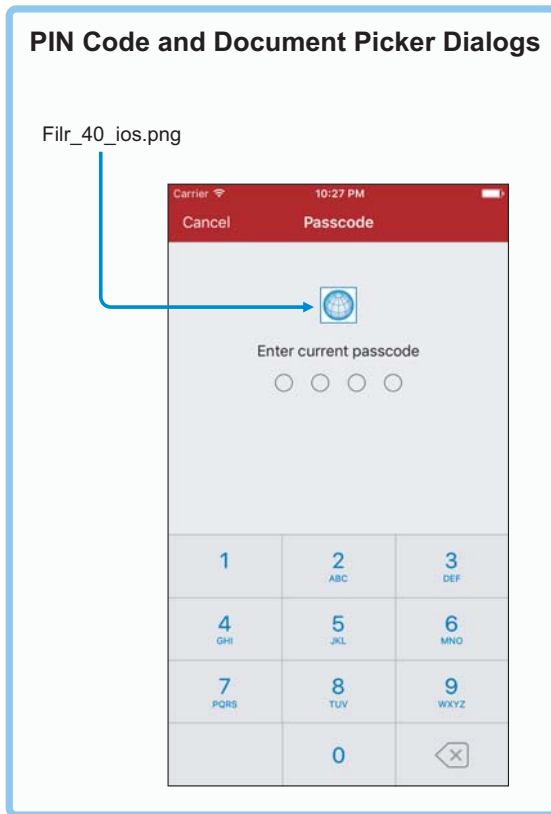 PIN Code and Document Picker Dialogs
Filr_40_ios.png
Carrier 10:27 PM
Cancel Passcode
Enter current passcode
1 2 3
ABC DEF
4 5 6
GHI JKL MNO
7 8 9
PQRS TUV WXYZ
0